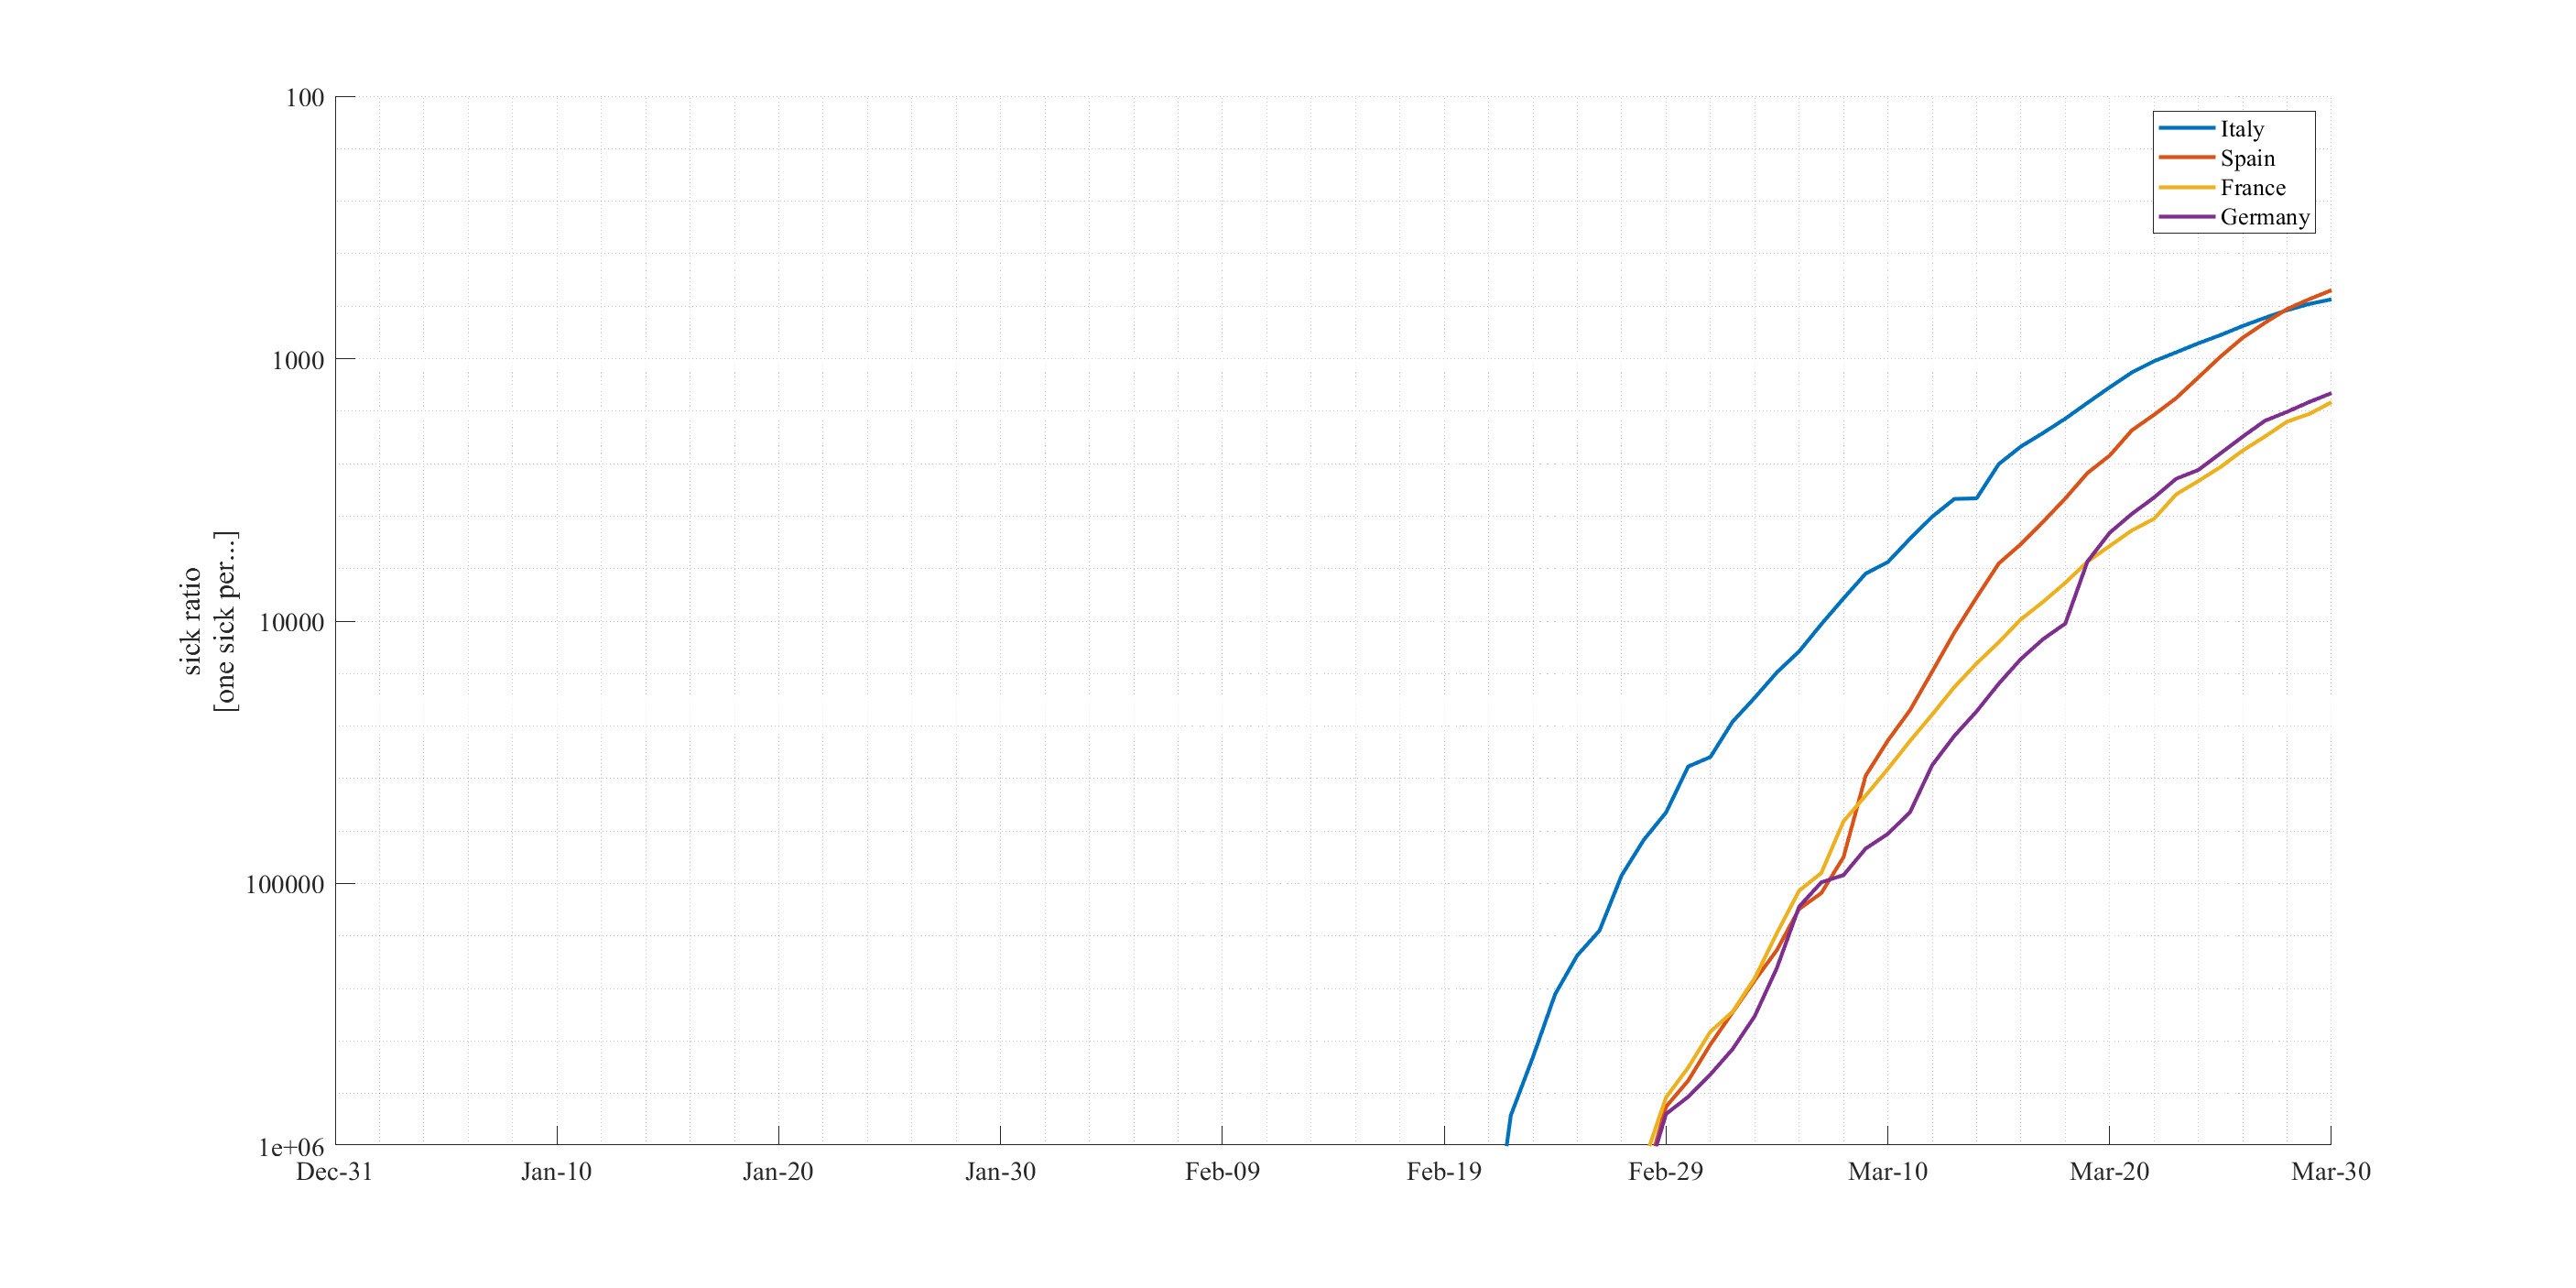 100
1000
10000
100000
1e+06
sick ratio
[one sick per...]
Dec-31
Jan-10
Jan-20
Jan-30
Feb-09
Feb-19
Feb-29
Mar-10
Mar-20
Mar-30
Italy
Spain
France
Germany